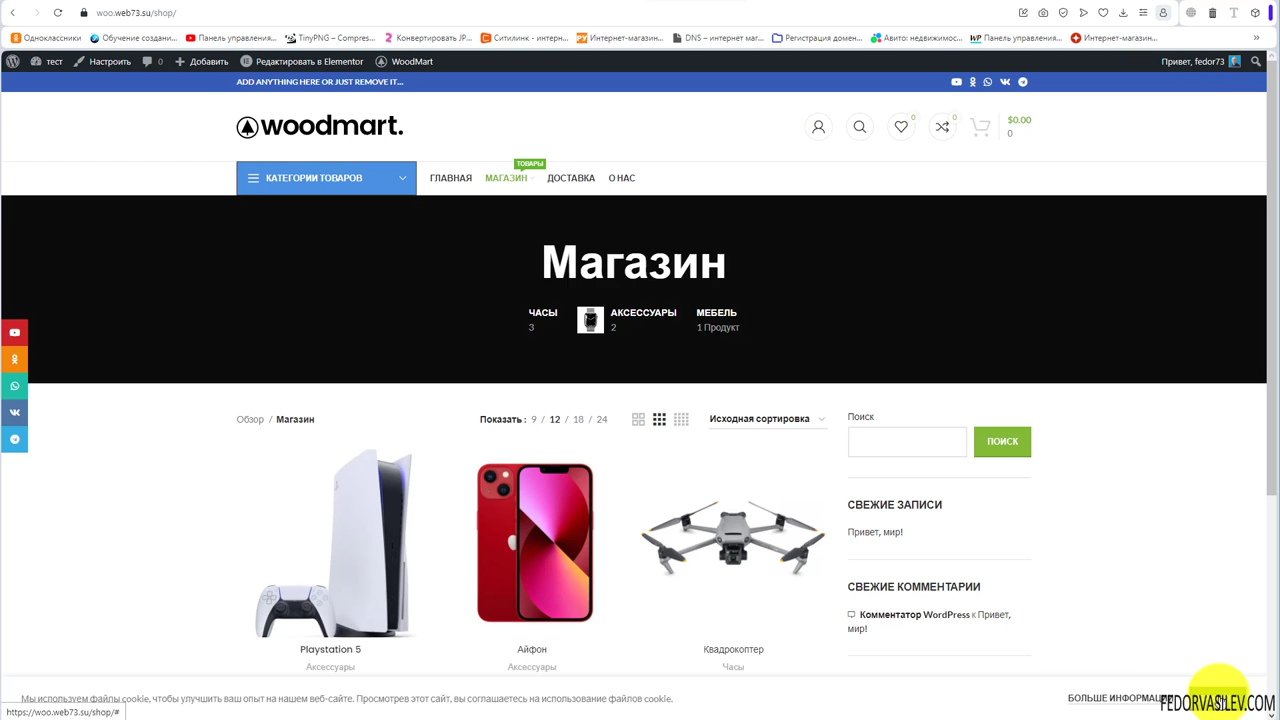 woo.web73.su/shop/
Одноклассники
Обучение создани...
Панель управления...
TinyPNG – Compres...
Конвертировать JP...
Ситилинк - интерн...
Интернет-магазин...
DNS – интернет маг...
Регистрация домен...
Авито: недвижимос...
Панель управления...
Интернет-магазин...
тест
Настроить
0
Добавить
Редактировать в Elementor
WoodMart
Привет, fedor73
ADD ANYTHING HERE OR JUST REMOVE IT...
woodmart.
0
0
$0.00
0
КАТЕГОРИИ ТОВАРОВ
ГЛАВНАЯ
МАГАЗИН
ТОВАРЫ
ДОСТАВКА
О НАС
Магазин
ЧАСЫ
3
АКСЕССУАРЫ
2
МЕБЕЛЬ
1 Продукт
Обзор / Магазин
Показать : 9 / 12 / 18 / 24
Исходная сортировка
Поиск
ПОИСК
СВЕЖИЕ ЗАПИСИ
Привет, мир!
СВЕЖИЕ КОММЕНТАРИИ
Комментатор WordPress к Привет,
мир!
Playstation 5
Аксессуары
Айфон
Аксессуары
Квадрокоптер
Часы
Мы используем файлы cookie, чтобы улучшить ваш опыт на нашем веб-сайте. Просмотрев этот сайт, вы соглашаетесь на использование файлов cookie.
БОЛЬШЕ ИНФОРМАЦИИ
FEDORVASILEV.COM
https://woo.web73.su/shop/#